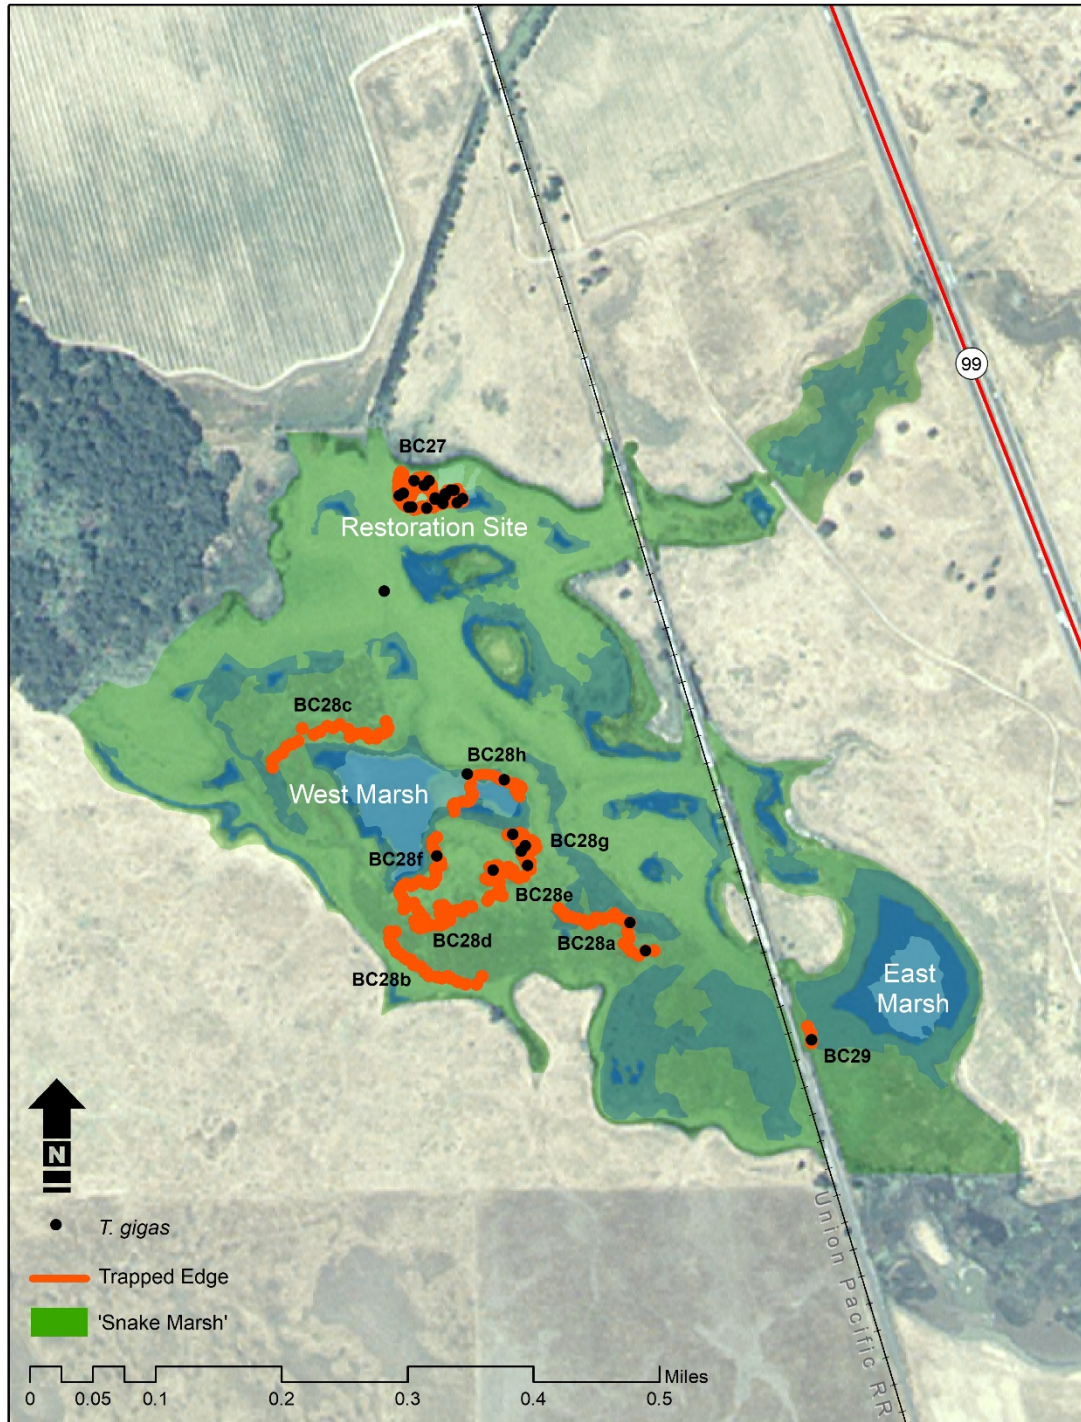 99
BC27
Restoration Site
BC28c
BC28h
West Marsh
BC28g
BC28f
BC28e
BC28d
BC28a
BC28b
East
Marsh
BC29
N
T. gigas
Trapped Edge
'Snake Marsh'
Union Pacific RR
Miles
0 0.05 0.1 0.2 0.3 0.4 0.5